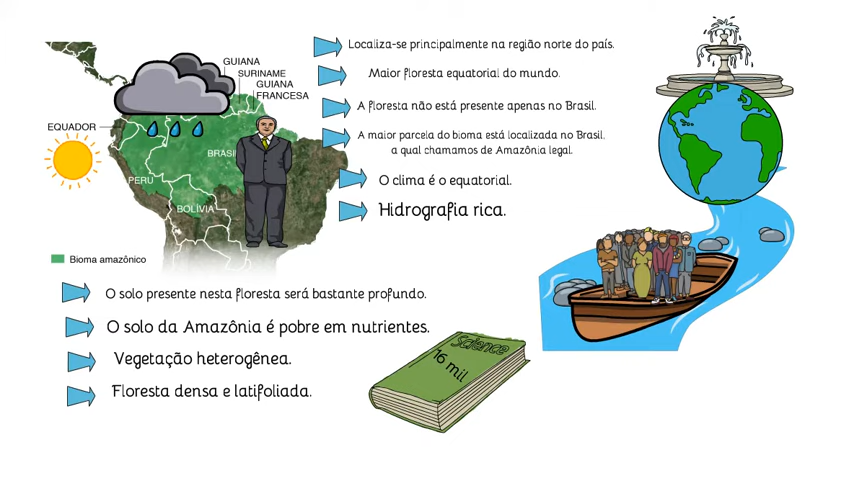 Localiza-se principalmente na região norte do país.
Maior floresta equatorial do mundo.
A floresta não está presente apenas no Brasil.
A maior parcela do bioma está localizada no Brasil.
a qual chamamos de Amazônia legal.
O clima é o equatorial.
Hidrografia rica.
GUIANA
SURINAME
GUIANA
FRANCESA
EQUADOR
BRASIL
PERU
BOLÍVIA
Bioma amazônico
O solo presente nesta floresta será bastante profundo.
O solo da Amazônia é pobre em nutrientes.
Vegetação heterogênea.
Floresta densa e latifoliada.
Science
16 mil